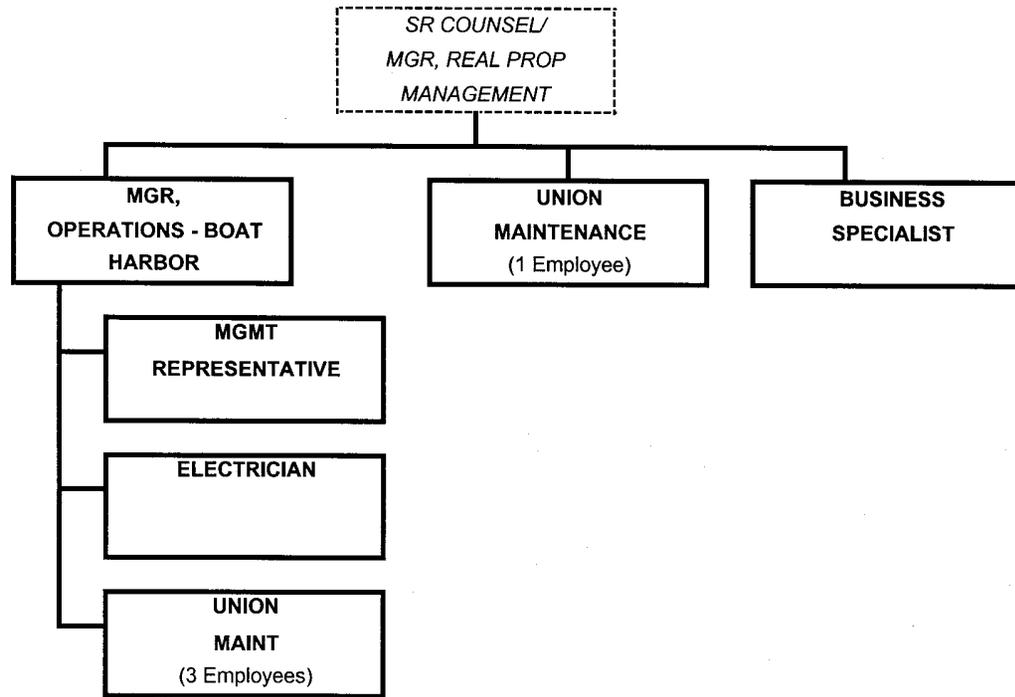 SR COUNSEL/
MGR, REAL PROP
MANAGEMENT
MGR,
OPERATIONS - BOAT
HARBOR
UNION
MAINTENANCE
(1 Employee)
BUSINESS
SPECIALIST
MGMT
REPRESENTATIVE
ELECTRICIAN
UNION
MAINT
(3 Employees)